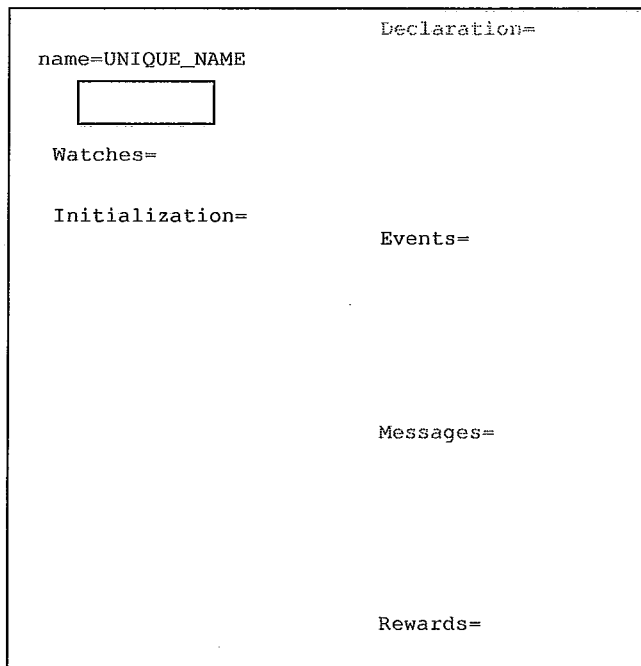 Declaration=
name=UNIQUE_NAME
Watches=
Initialization=
Events=
Messages=
Rewards=